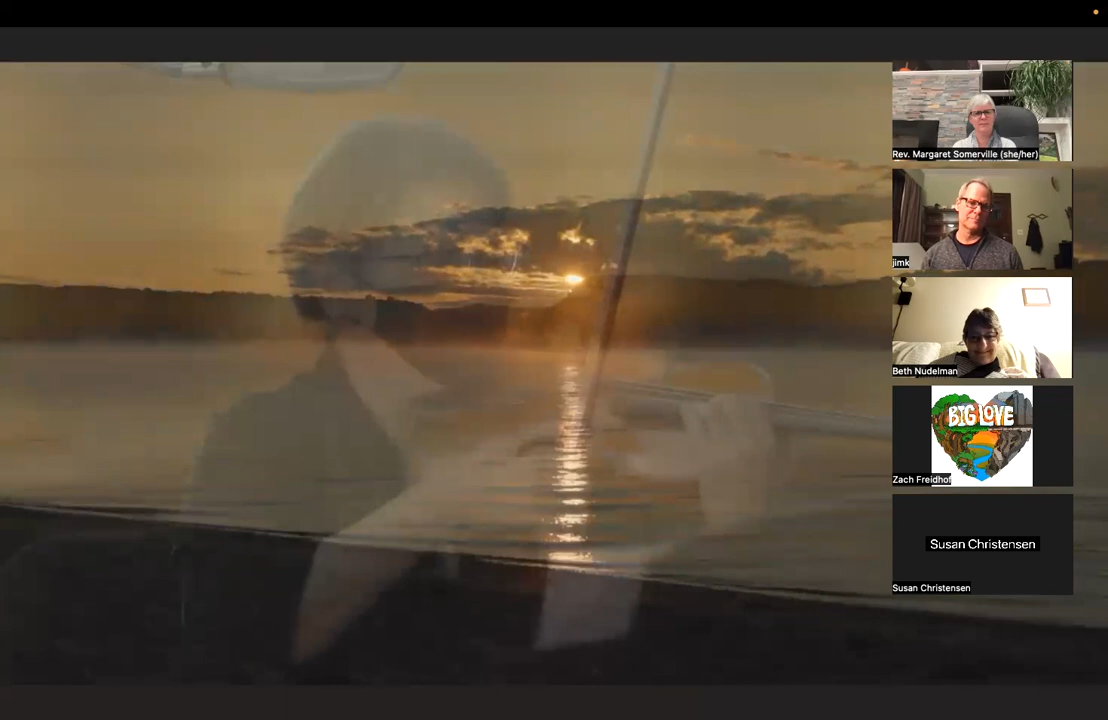 Rev. Margaret Somerville (she/her)
jimk
Beth Nudelman
BIG LOVE
Zach Freidhof
Susan Christensen
Susan Christensen